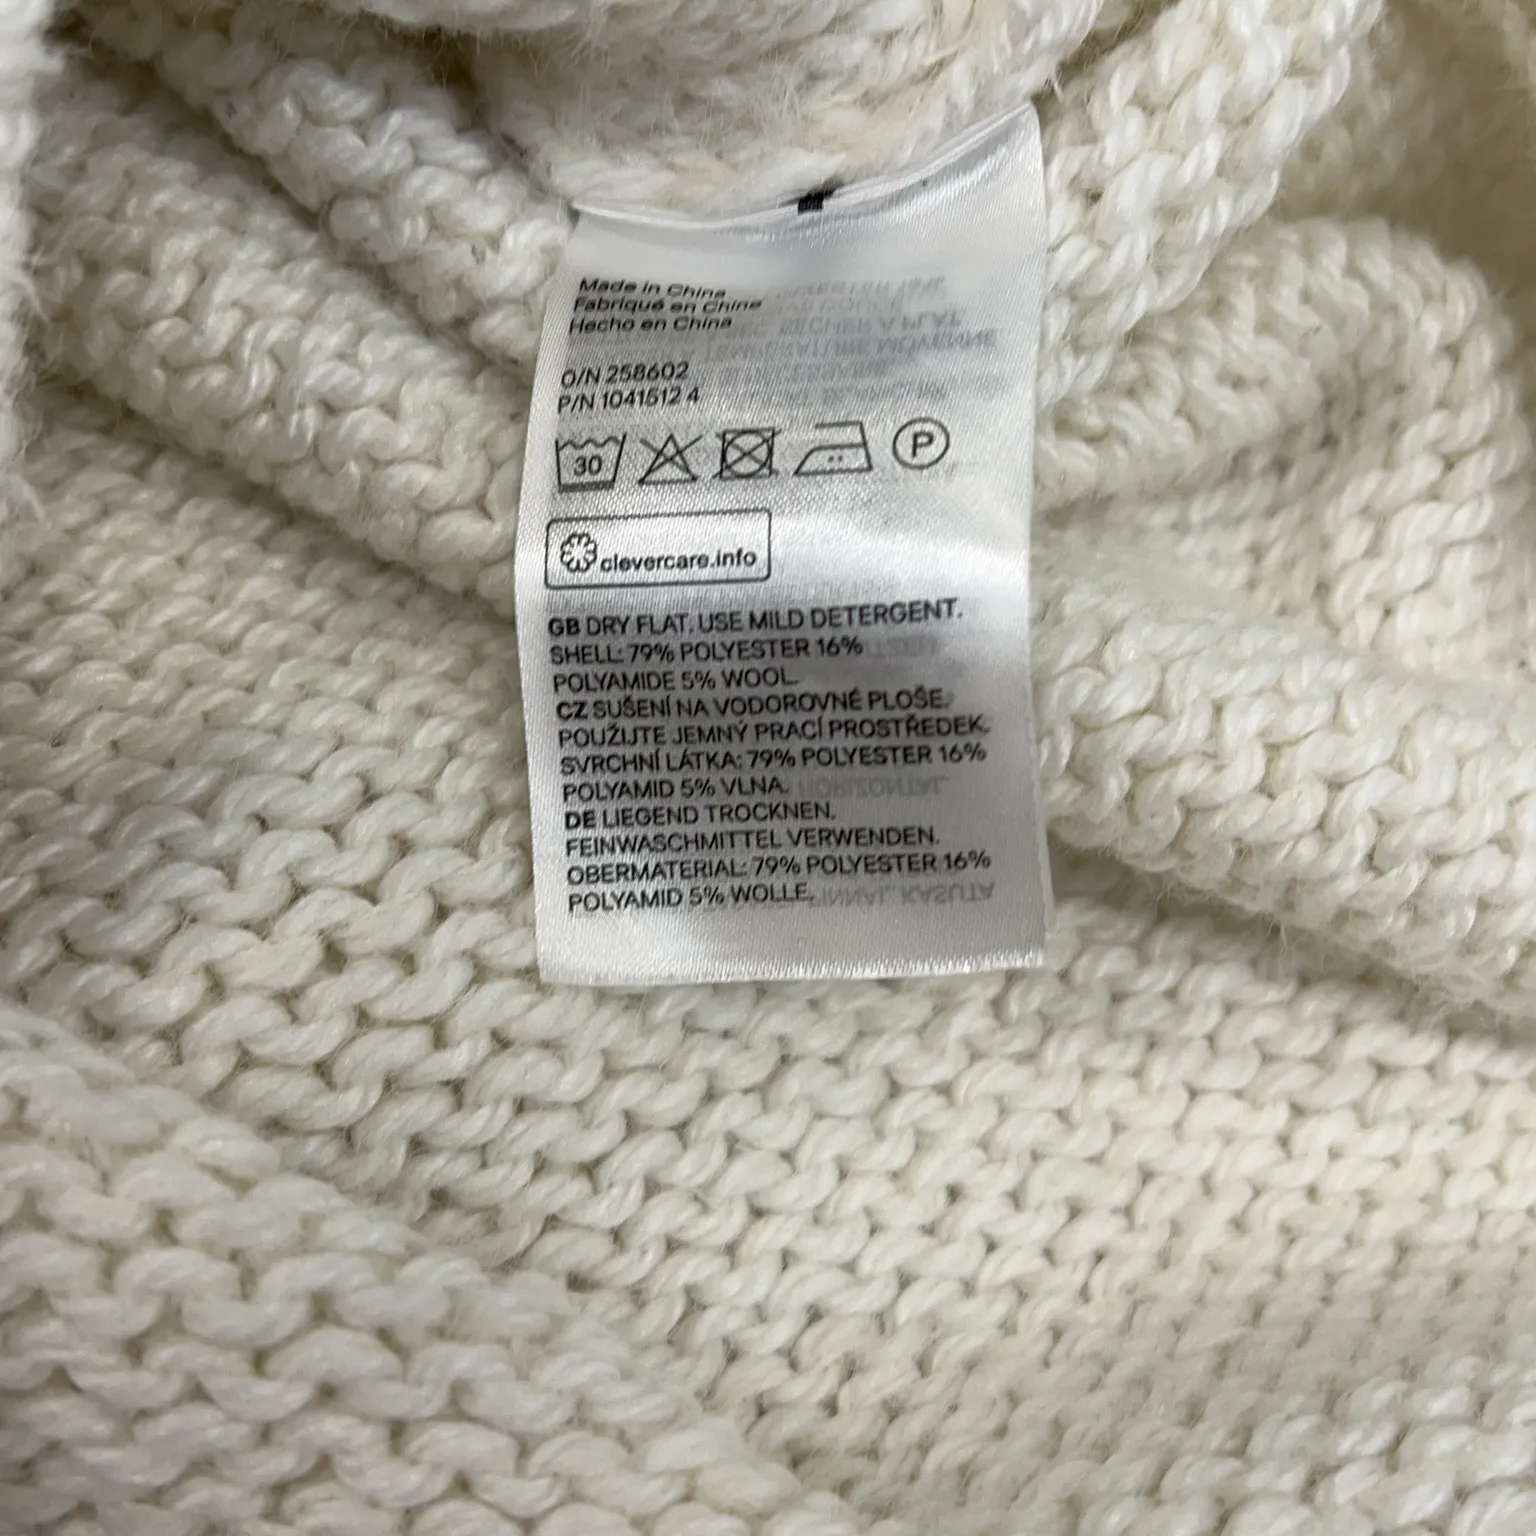 Made in China
Fabriqué en Chine
Hecho en China
O/N 258602
P/N 1041512 4
30 P
clevercare.info
GB DRY FLAT. USE MILD DETERGENT.
SHELL: 79% POLYESTER 16%
POLYAMIDE 5% WOOL.
CZ SUŠENÍ NA VODOROVNÉ PLOŠE.
POUŽIJTE JEMNÝ PRACÍ PROSTŘEDEK.
SVRCHNÍ LÁTKA: 79% POLYESTER 16%
POLYAMID 5% VLNA.
DE LIEGEND TROCKNEN.
FEINWASCHMITTEL VERWENDEN.
OBERMATERIAL: 79% POLYESTER 16%
POLYAMID 5% WOLLE.